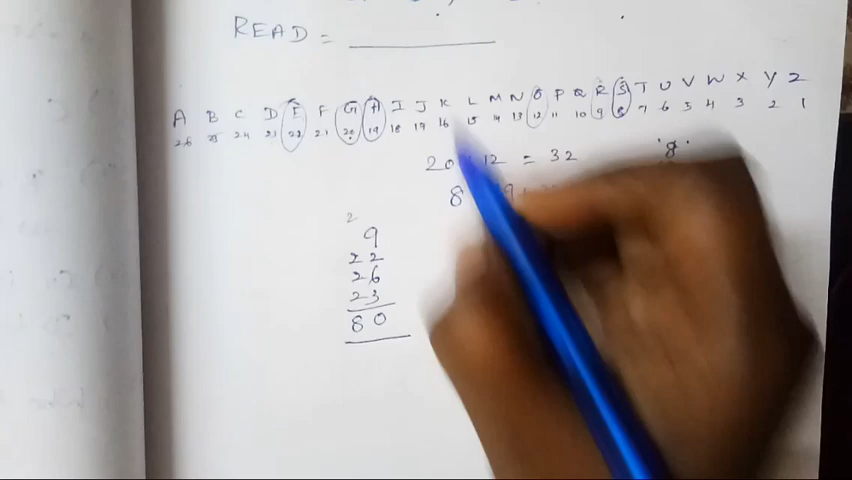 READ =
A B C D E F G H I J K L M N O P Q R S T U V W X Y Z
26 25 24 23 22 21 20 19 18 17 16 15 14 13 12 11 10 9 8 7 6 5 4 3 2 1
20 12 = 32
8
2
9
22
26
23
80